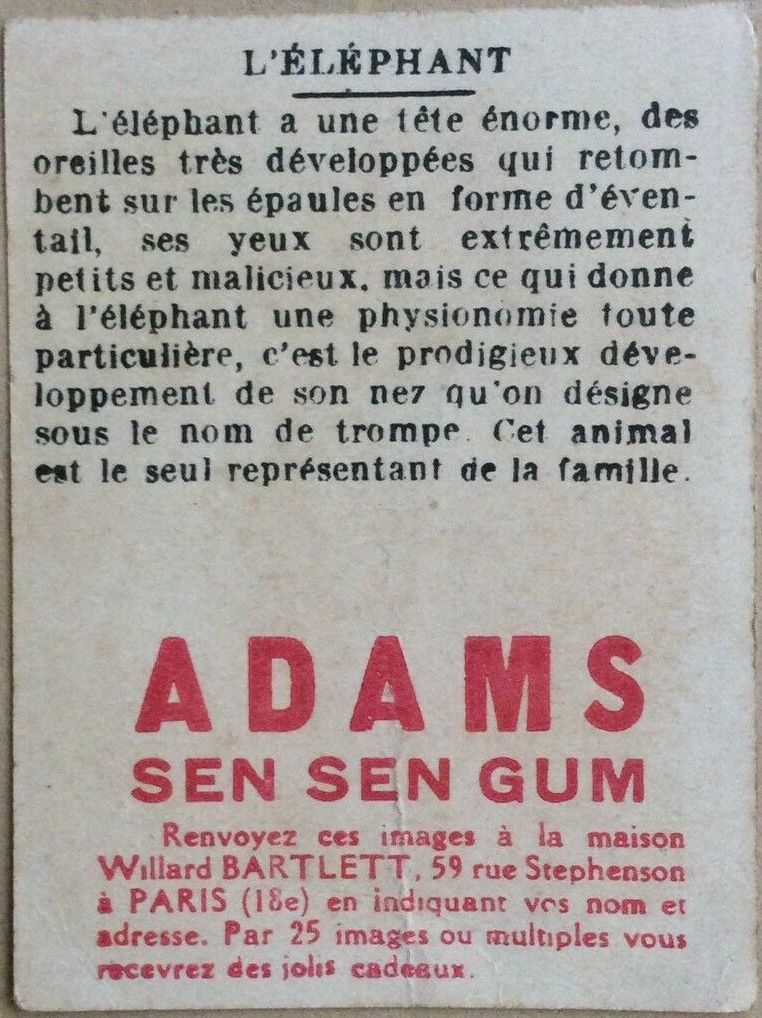 L'ÉLÉPHANT
L'éléphant a une tête énorme, des
oreilles très développées qui retom-
bent sur les épaules en forme d'éven-
tail, ses yeux sont extrêmement
petits et malicieux, mais ce qui donne
à l'éléphant une physionomie toute
particulière, c'est le prodigieux déve-
loppement de son nez qu'on désigne
sous le nom de trompe. Cet animal
est le seul représentant de la famille.
ADAMS
SEN SEN GUM
Renvoyez ces images à la maison
Willard BARTLETT, 59 rue Stephenson
à PARIS (18e) en indiquant vos nom et
adresse. Par 25 images ou multiples vous
recevrez des jolis cadeaux.